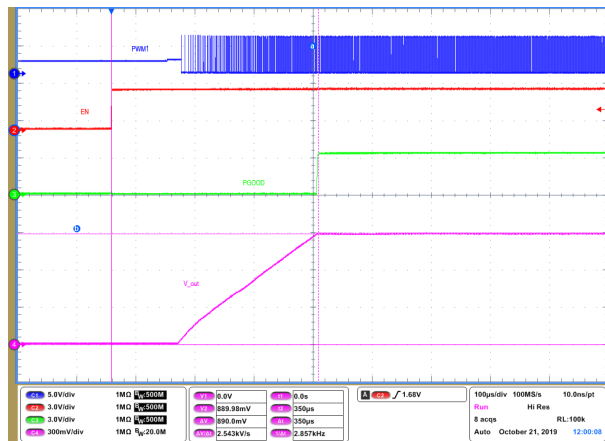 PWM1
a
1
EN
2
PGOOD
3
b
V_out
4
C1 5.0V/div 1MΩ BW:500M
C2 3.0V/div 1MΩ BW:500M
C3 3.0V/div 1MΩ BW:500M
C4 300mV/div 1MΩ BW:20.0M
V1 0.0V t1 0.0s
V2 889.98mV t2 350µs
ΔV 890.0mV Δt 350µs
ΔV/Δt 2.543kV/s 1/Δt 2.857kHz
A C2 1.68V
100µs/div 100MS/s 10.0ns/pt
Run Hi Res
8 acqs RL:100k
Auto October 21, 2019 12:00:08